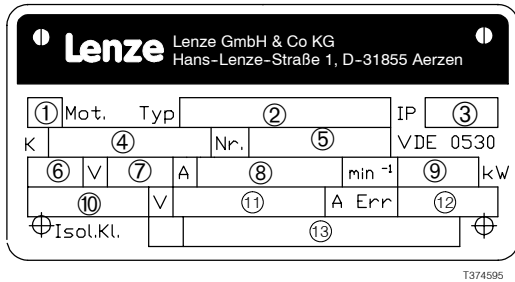 Lenze Lenze GmbH & Co KG
Hans-Lenze-Straße 1, D-31855 Aerzen
① Mot. Typ ② IP ③
K ④ Nr. ⑤ VDE 0530
⑥ V ⑦ A ⑧ min⁻¹ ⑨ kW
⑩ V ⑪ A Err ⑫
Isol.Kl. ⑬
T374595